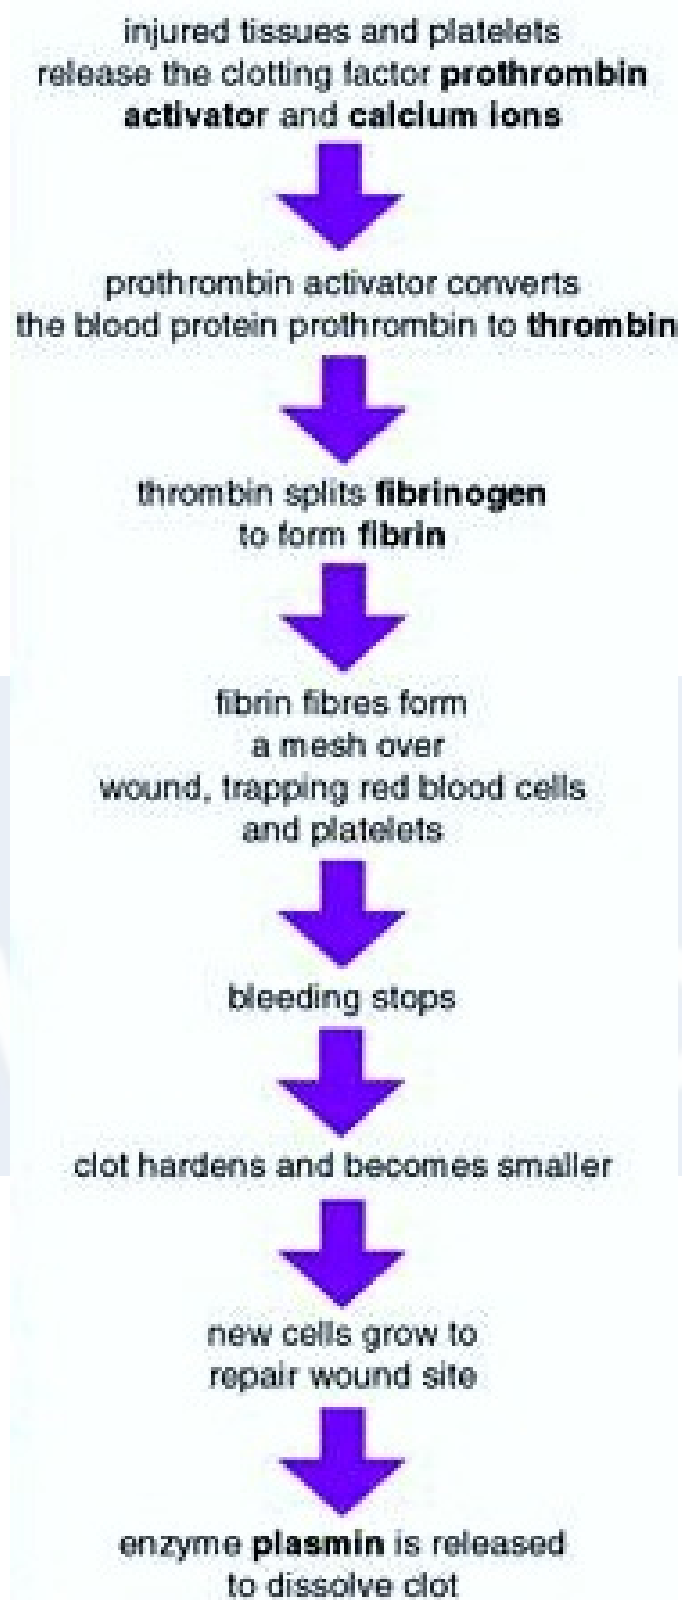 injured tissues and platelets
release the clotting factor prothrombin
activator and calcium ions
prothrombin activator converts
the blood protein prothrombin to thrombin
thrombin splits fibrinogen
to form fibrin
fibrin fibres form
a mesh over
wound, trapping red blood cells
and platelets
bleeding stops
clot hardens and becomes smaller
new cells grow to
repair wound site
enzyme plasmin is released
to dissolve clot